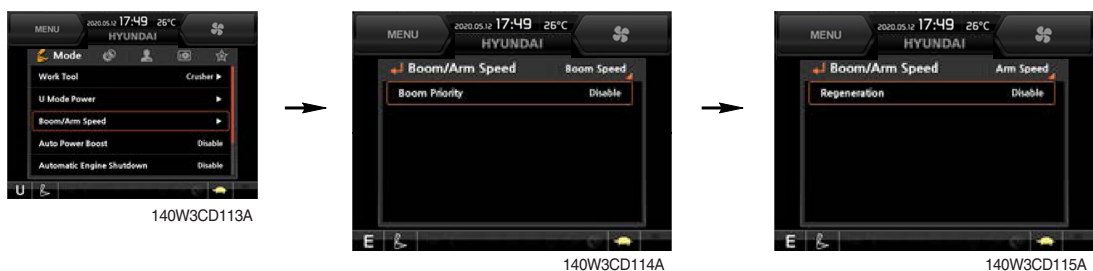 MENU 2020.05.12 17:49 26°C
HYUNDAI
Mode
Work Tool Crusher ▶
U Mode Power ▶
Boom/Arm Speed ▶
Auto Power Boost Disable
Automatic Engine Shutdown Disable
U
140W3CD113A
MENU 2020.05.12 17:49 26°C
HYUNDAI
Boom/Arm Speed Boom Speed
Boom Priority Disable
E
140W3CD114A
MENU 2020.05.12 17:49 26°C
HYUNDAI
Boom/Arm Speed Arm Speed
Regeneration Disable
E
140W3CD115A